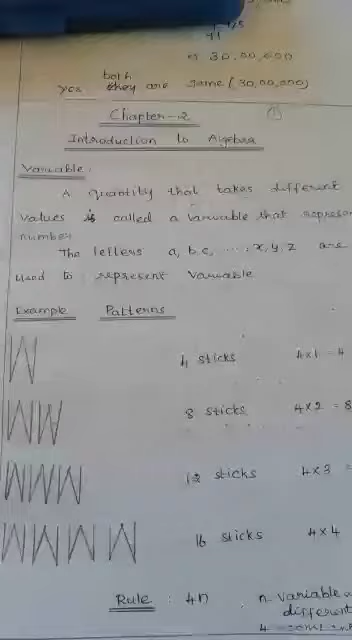 30,00,000
both
yes they are same (30,00,000)
Chapter-2 ①
Introduction to Algebra
Variable:
A quantity that takes different
values is called a variable that represen
number
The letters a, b, c, ..... x, y, z are
used to represent variable
Example Patterns
4 sticks 4×1 = 4
8 sticks 4×2 = 8
12 sticks 4×3 =
16 sticks 4×4
Rule : 4n n - variable
different
4 -